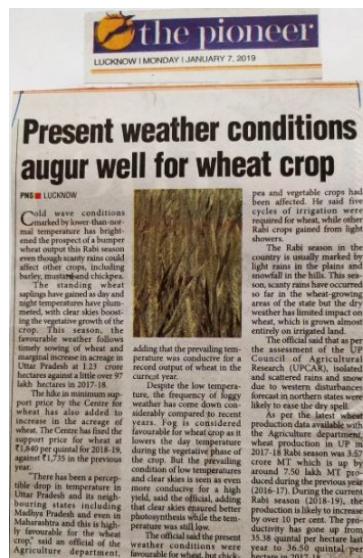 the pioneer
LUCKNOW | MONDAY | JANUARY 7, 2019
Present weather conditions
augur well for wheat crop
PNS ■ LUCKNOW
Cold wave conditions
marked by lower-than-nor-
mal temperature has bright-
ened the prospect of a bumper
wheat output this Rabi season
even though scanty rains could
affect other crops, including
barley, mustard and chickpea.
The standing wheat
saplings have gained as day and
night temperatures have plum-
meted, with clear skies boost-
ing the vegetative growth of the
crop. This season, the
favourable weather follows
timely sowing of wheat and
marginal increase in acreage in
Uttar Pradesh at 1.23 crore
hectares against a little over 97
lakh hectares in 2017-18.
The hike in minimum sup-
port price by the Centre for
wheat has also added to
increase in the acreage of
wheat. The Centre has fixed the
support price for wheat at
₹1,840 per quintal for 2018-19,
against ₹1,735 in the previous
year.
"There has been a percep-
tible drop in temperature in
Uttar Pradesh and its neigh-
bouring states including
Madhya Pradesh and even in
Maharashtra and this is high-
ly favourable for the wheat
crop," said an official of the
Agriculture department,
adding that the prevailing tem-
perature was conducive for a
record output of wheat in the
current year.
Despite the low tempera-
ture, the frequency of foggy
weather has come down con-
siderably compared to recent
years. Fog is considered
favourable for wheat crop as it
lowers the day temperature
during the vegetative phase of
the crop. But the prevailing
condition of low temperatures
and clear skies is seen as even
more conducive for a high
yield, said the official, adding
that clear skies ensured better
photosynthesis while the tem-
perature was still low.
The official said the present
weather conditions were
favourable for wheat, but chick-
pea and vegetable crops had
been affected. He said five
cycles of irrigation were
required for wheat, while other
Rabi crops gained from light
showers.
The Rabi season in the
country is usually marked by
light rains in the plains and
snowfall in the hills. This sea-
son, scanty rains have occurred
so far in the wheat-growing
areas of the state but the dry
weather has limited impact on
wheat, which is grown almost
entirely on irrigated land.
The official said that as per
the assessment of the UP
Council of Agricultural
Research (UPCAR), isolated
and scattered rains and snow
due to western disturbances
forecast in northern states were
likely to ease the dry spell.
As per the latest wheat
production data available with
the Agriculture department,
wheat production in UP in
2017-18 Rabi season was 3.57
crore MT which is up by
around 7.50 lakh MT pro-
duced during the previous year
(2016-17). During the current
Rabi season (2018-19), the
production is likely to increase
by over 10 per cent. The pro-
ductivity has gone up from
35.38 quintal per hectare last
year to 36.50 quintal per